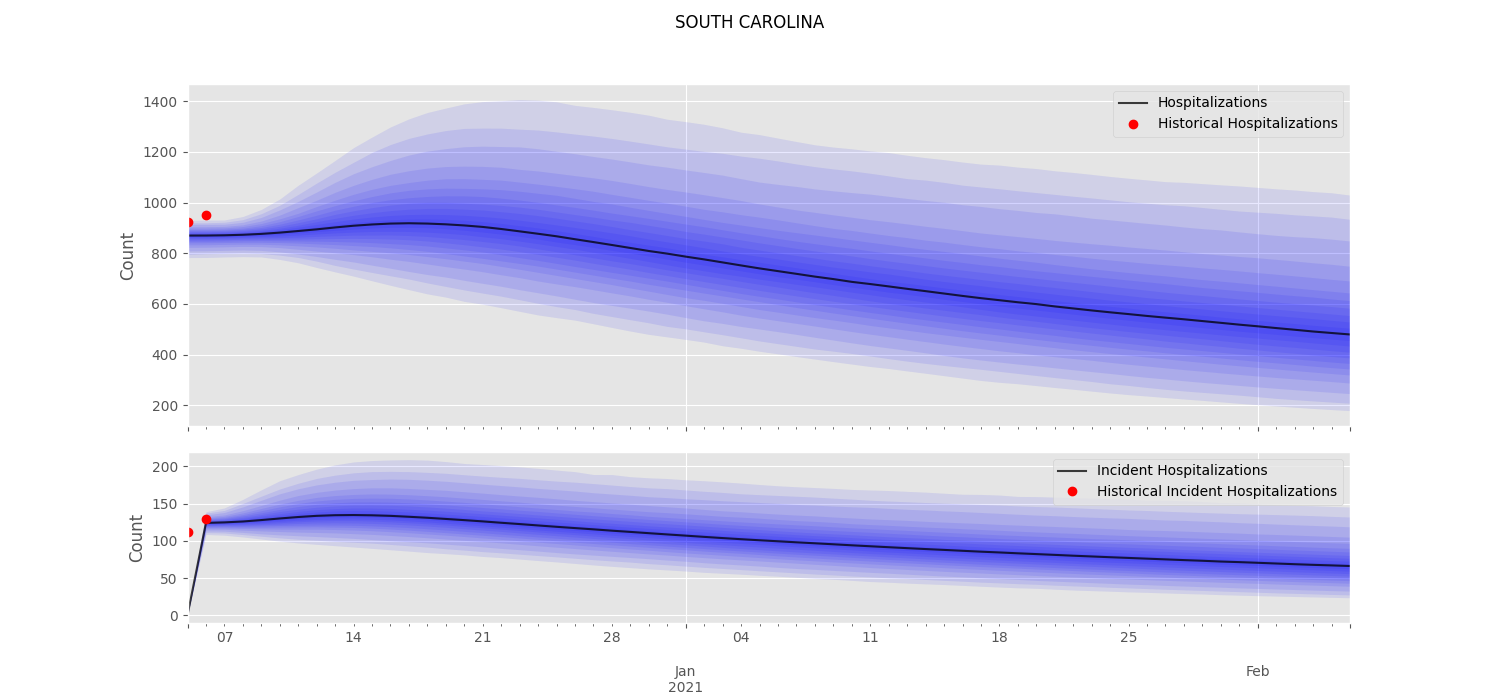 SOUTH CAROLINA
Hospitalizations
Historical Hospitalizations
Count
1400
1200
1000
800
600
400
200
Incident Hospitalizations
Historical Incident Hospitalizations
Count
200
150
100
50
0
07 14 21 28 04 11 18 25
Jan Feb
2021